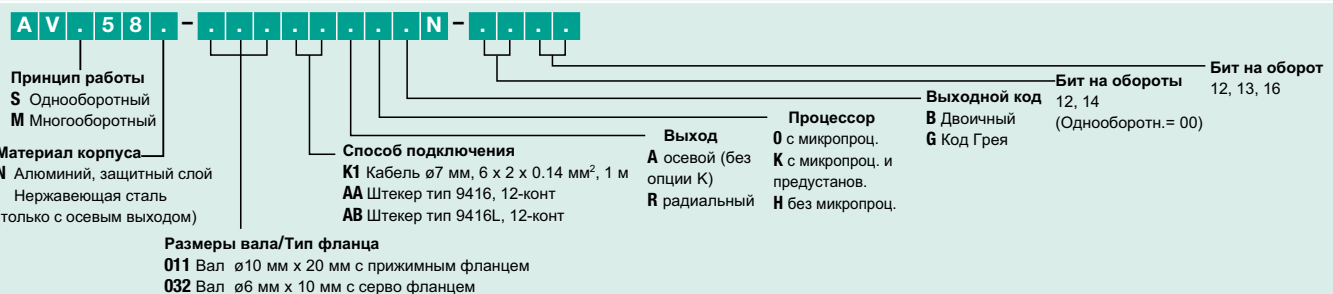 AV.58.-.......N-....
Принцип работы
S Однооборотный
M Многооборотный
Материал корпуса
N Алюминий, защитный слой
Нержавеющая сталь
только с осевым выходом)
Размеры вала/Тип фланца
011 Вал ø10 мм x 20 мм с прижимным фланцем
032 Вал ø6 мм x 10 мм с серво фланцем
Способ подключения
K1 Кабель ø7 мм, 6 x 2 x 0.14 мм², 1 м
AA Штекер тип 9416, 12-конт
AB Штекер тип 9416L, 12-конт
Выход
A осевой (без
опции K)
R радиальный
Процессор
0 с микропроц.
K с микропроц. и
предустанов.
H без микропроц.
Выходной код
B Двоичный
G Код Грея
Бит на обороты
12, 14
(Однооборотн.= 00)
Бит на оборот
12, 13, 16